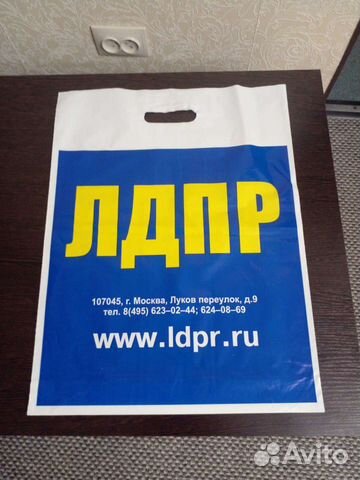 ЛДПР
107045, г. Москва, Луков переулок, д.9
тел. 8(495) 623–02–44; 624–08–69
www.ldpr.ru
Avito